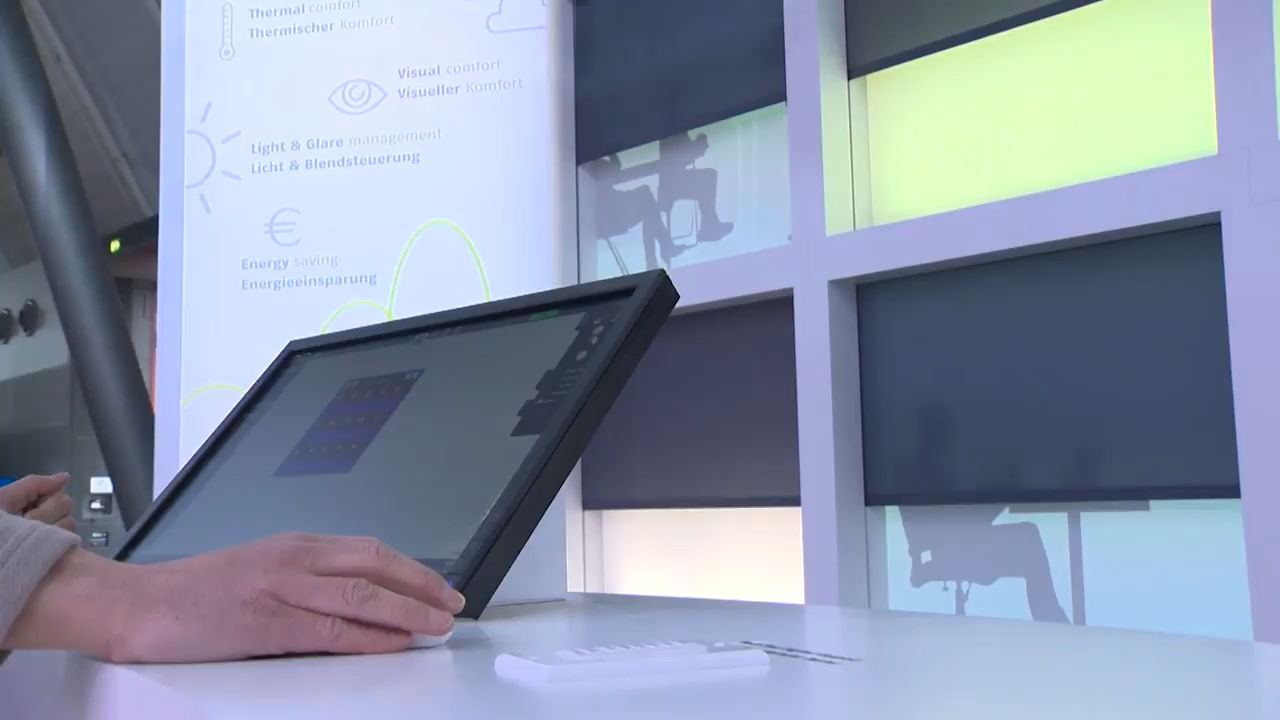 Thermal comfort
Thermischer Komfort
Visual comfort
Visueller Komfort
Light & Glare management
Licht & Blendsteuerung
€
Energy saving
Energieeinsparung